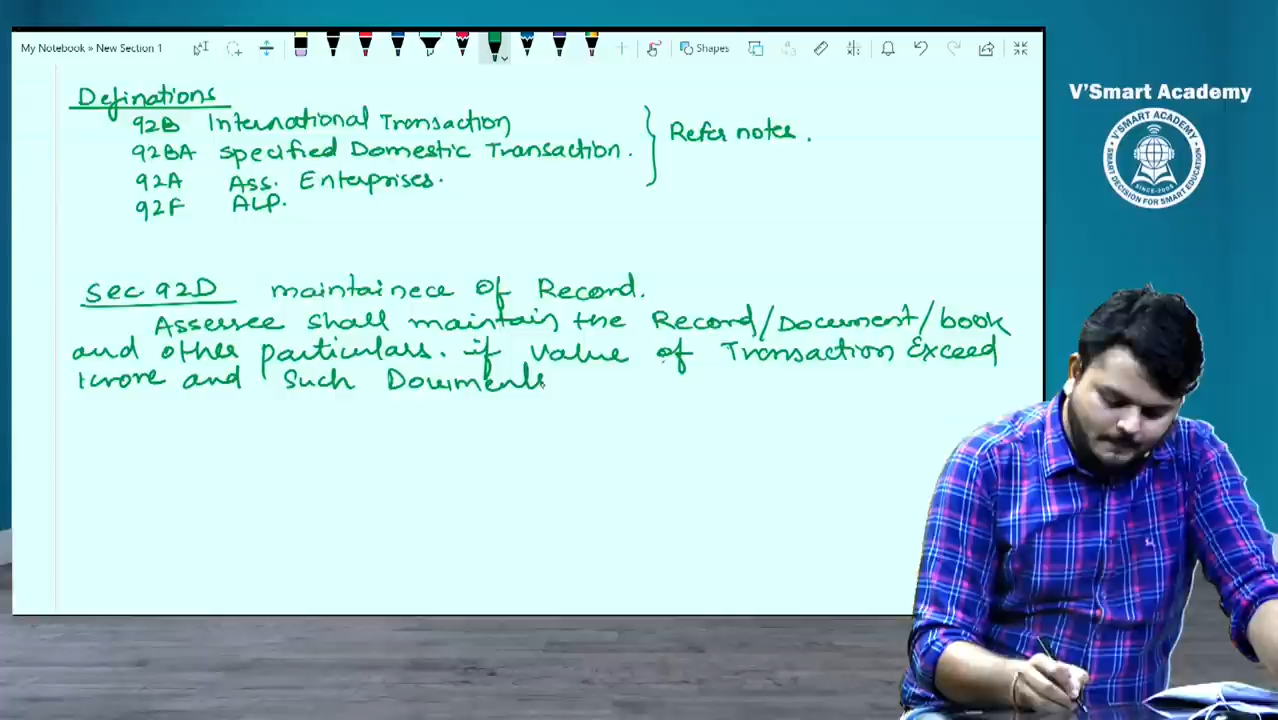 My Notebook » New Section 1
Shapes
V'Smart Academy
V'SMART ACADEMY
SINCE-2005
SMART DECISION FOR SMART EDUCATION
Definations
92B International Transaction
92BA specified Domestic Transaction.
92A Ass. Enterprises.
92F ALP.
Refer notes.
Sec 92D maintainece of Record.
Assessee shall maintain the Record/Document/book
and other particulars. if Value of Transaction Exceed
1crore and Such Documents